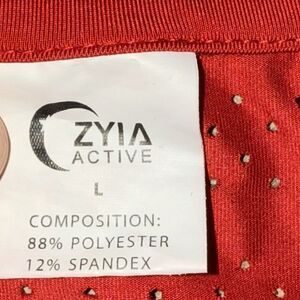 ZYIA
ACTIVE
L
COMPOSITION:
88% POLYESTER
12% SPANDEX